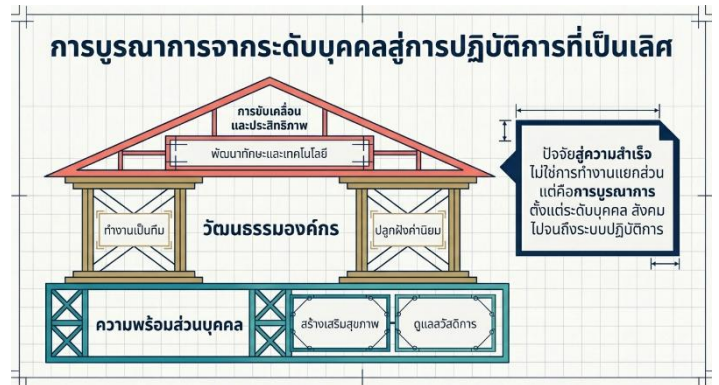 การบูรณาการจากระดับบุคคลสู่การปฏิบัติการที่เป็นเลิศ
การขับเคลื่อน
และประสิทธิภาพ
พัฒนาทักษะและเทคโนโลยี
ทำงานเป็นทีม
วัฒนธรรมองค์กร
ปลูกฝังค่านิยม
ความพร้อมส่วนบุคคล
สร้างเสริมสุขภาพ
ดูแลสวัสดิการ
ปัจจัยสู่ความสำเร็จ
ไม่ใช่การทำงานแยกส่วน
แต่คือการบูรณาการ
ตั้งแต่ระดับบุคคล สังคม
ไปจนถึงระบบปฏิบัติการ